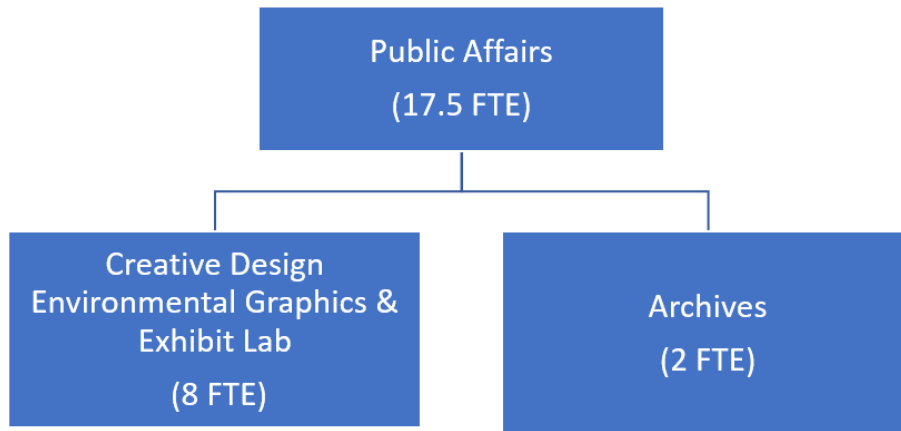 Public Affairs
(17.5 FTE)
Creative Design
Environmental Graphics &
Exhibit Lab
(8 FTE)
Archives
(2 FTE)